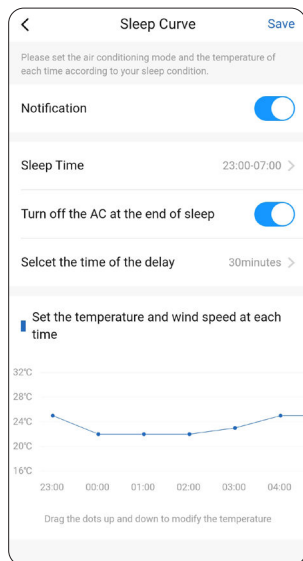 Sleep Curve Save
Please set the air conditioning mode and the temperature of
each time according to your sleep condition.
Notification
Sleep Time 23:00-07:00
Turn off the AC at the end of sleep
Selcet the time of the delay 30minutes
Set the temperature and wind speed at each
time
32℃
28℃
24℃
20℃
16℃
23:00 00:00 01:00 02:00 03:00 04:00
Drag the dots up and down to modify the temperature